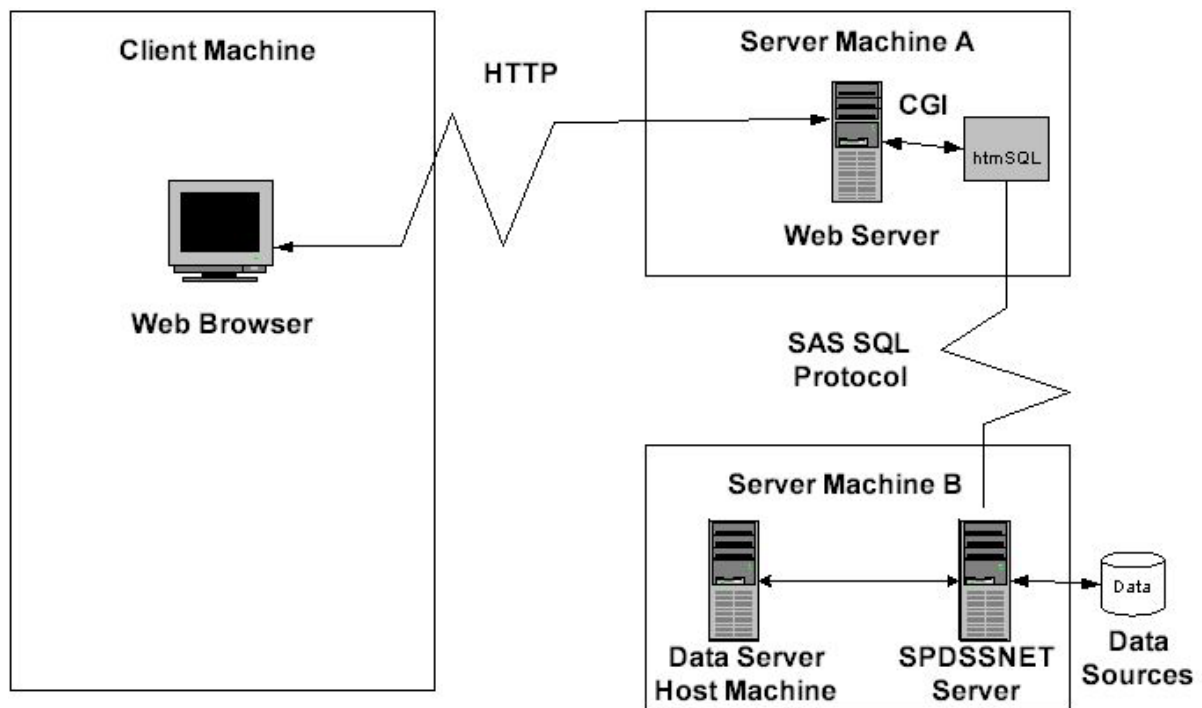 Client Machine
Web Browser
HTTP
Server Machine A
CGI
htmSQL
Web Server
SAS SQL
Protocol
Server Machine B
Data Server
Host Machine
SPDSSNET
Server
Data
Data
Sources